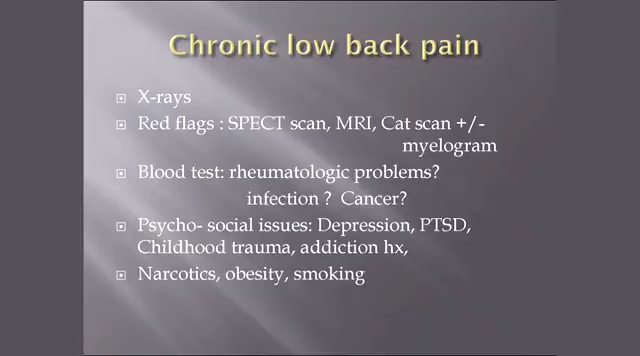 Chronic low back pain
X-rays
Red flags : SPECT scan, MRI, Cat scan +/-
myelogram
Blood test: rheumatologic problems?
infection ? Cancer?
Psycho- social issues: Depression, PTSD,
Childhood trauma, addiction hx,
Narcotics, obesity, smoking